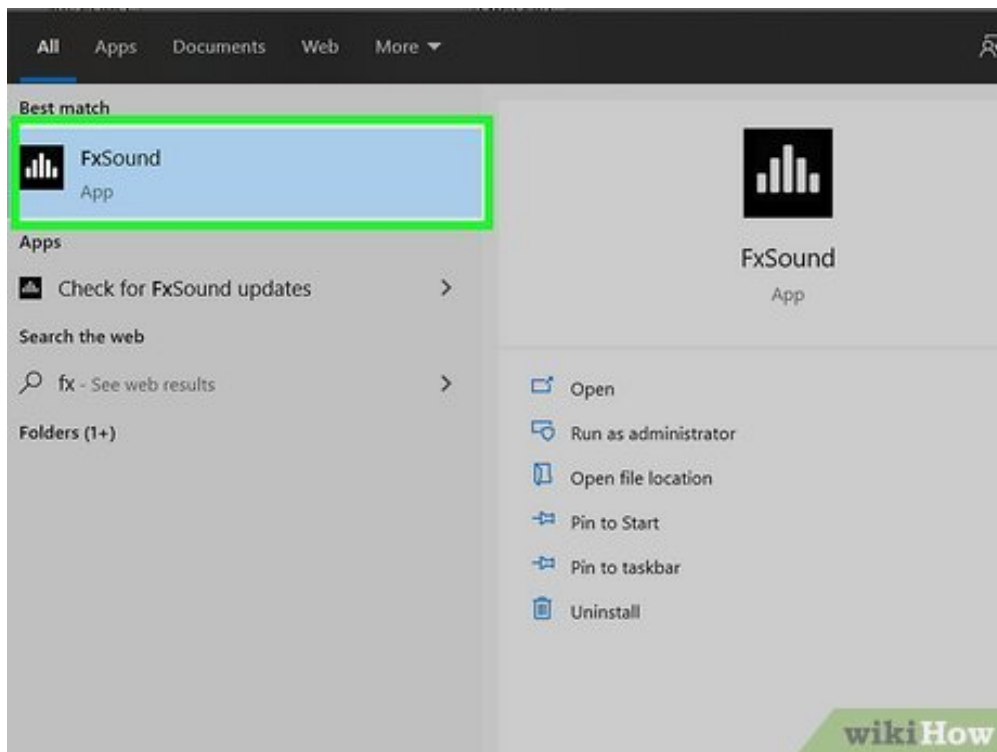 All Apps Documents Web More
Best match
FxSound
App
Apps
Check for FxSound updates
Search the web
fx - See web results
Folders (1+)
FxSound
App
Open
Run as administrator
Open file location
Pin to Start
Pin to taskbar
Uninstall
wikiHow